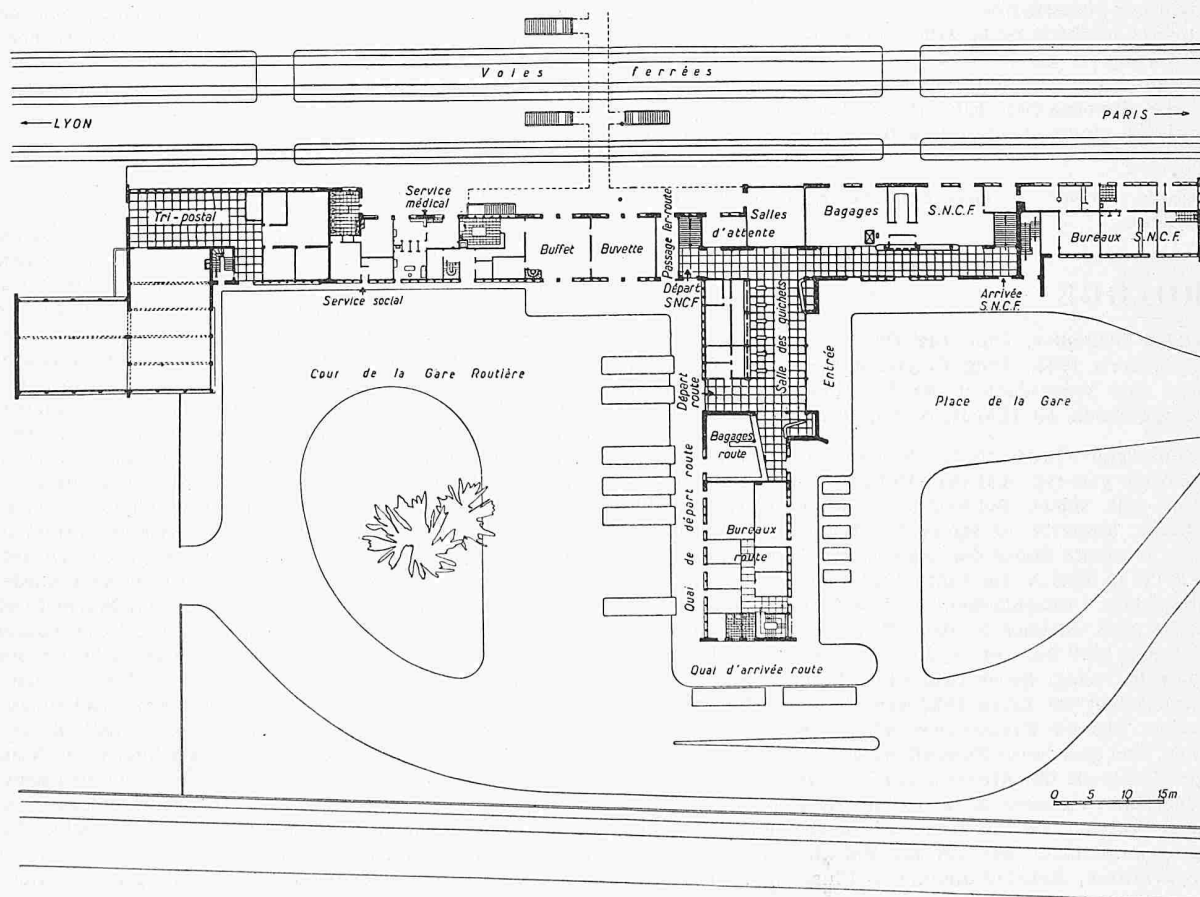 Voies ferrées
← LYON
PARIS →
Tri-postal
Service
médical
Buffet
Buvette
Passage fer-route
Salles
d'attente
Bagages
S.N.C.F.
Bureaux S.N.C.F.
Service social
Départ
SNCF
Arrivée
S.N.C.F.
Salle des guichets
Entrée
Cour de la Gare Routière
Départ
route
Place de la Gare
Bagages
route
Quai de départ route
Bureaux
route
Quai d'arrivée route
0 5 10 15m